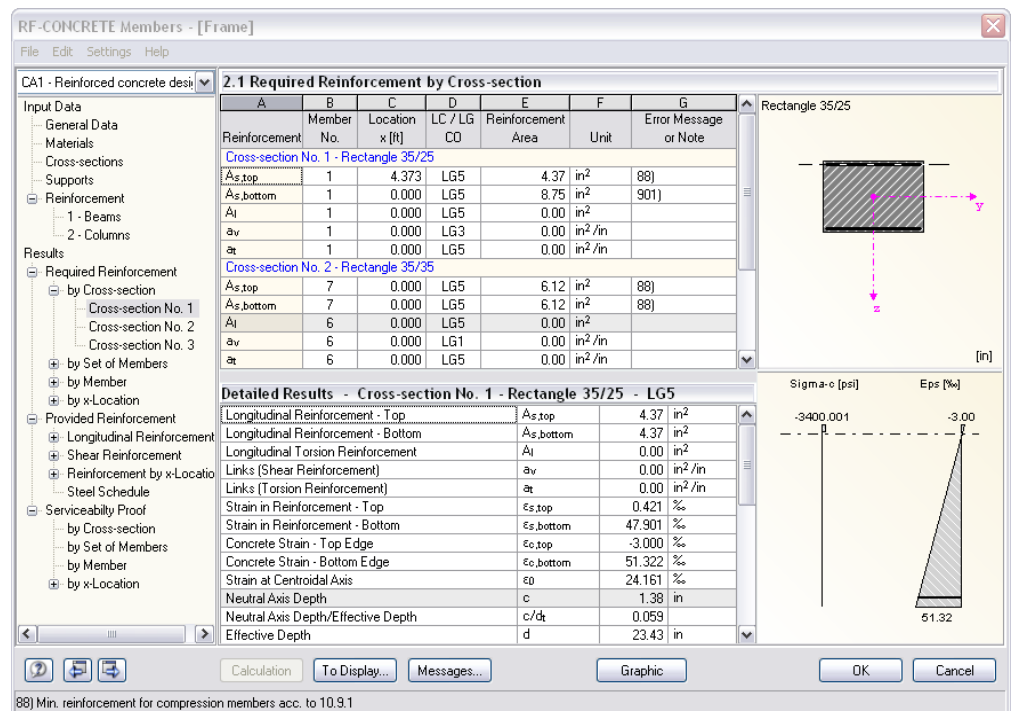 RF-CONCRETE Members - [Frame]
File Edit Settings Help
CA1 - Reinforced concrete desi
Input Data
General Data
Materials
Cross-sections
Supports
Reinforcement
1 - Beams
2 - Columns
Results
Required Reinforcement
by Cross-section
Cross-section No. 1
Cross-section No. 2
Cross-section No. 3
by Set of Members
by Member
by x-Location
Provided Reinforcement
Longitudinal Reinforcement
Shear Reinforcement
Reinforcement by x-Locatio
Steel Schedule
Serviceabilty Proof
by Cross-section
by Set of Members
by Member
by x-Location
2.1 Required Reinforcement by Cross-section
A B C D E F G
Member Location LC / LG Reinforcement Error Message
Reinforcement No. x [ft] CO Area Unit or Note
Cross-section No. 1 - Rectangle 35/25
As,top 1 4.373 LG5 4.37 in² 88)
As,bottom 1 0.000 LG5 8.75 in² 901)
Al 1 0.000 LG5 0.00 in²
av 1 0.000 LG3 0.00 in²/in
at 1 0.000 LG5 0.00 in²/in
Cross-section No. 2 - Rectangle 35/35
As,top 7 0.000 LG5 6.12 in² 88)
As,bottom 7 0.000 LG5 6.12 in² 88)
Al 6 0.000 LG5 0.00 in²
av 6 0.000 LG1 0.00 in²/in
at 6 0.000 LG5 0.00 in²/in
Rectangle 35/25
y
z
[in]
Detailed Results - Cross-section No. 1 - Rectangle 35/25 - LG5
Longitudinal Reinforcement - Top As,top 4.37 in²
Longitudinal Reinforcement - Bottom As,bottom 4.37 in²
Longitudinal Torsion Reinforcement Al 0.00 in²
Links (Shear Reinforcement) av 0.00 in²/in
Links (Torsion Reinforcement) at 0.00 in²/in
Strain in Reinforcement - Top εs,top 0.421 ‰
Strain in Reinforcement - Bottom εs,bottom 47.901 ‰
Concrete Strain - Top Edge εc,top -3.000 ‰
Concrete Strain - Bottom Edge εc,bottom 51.322 ‰
Strain at Centroidal Axis ε0 24.161 ‰
Neutral Axis Depth c 1.38 in
Neutral Axis Depth/Effective Depth c/dt 0.059
Effective Depth d 23.43 in
Sigma-c [psi] Eps [‰]
-3400.001 -3.00
51.32
Calculation To Display... Messages... Graphic OK Cancel
88) Min. reinforcement for compression members acc. to 10.9.1